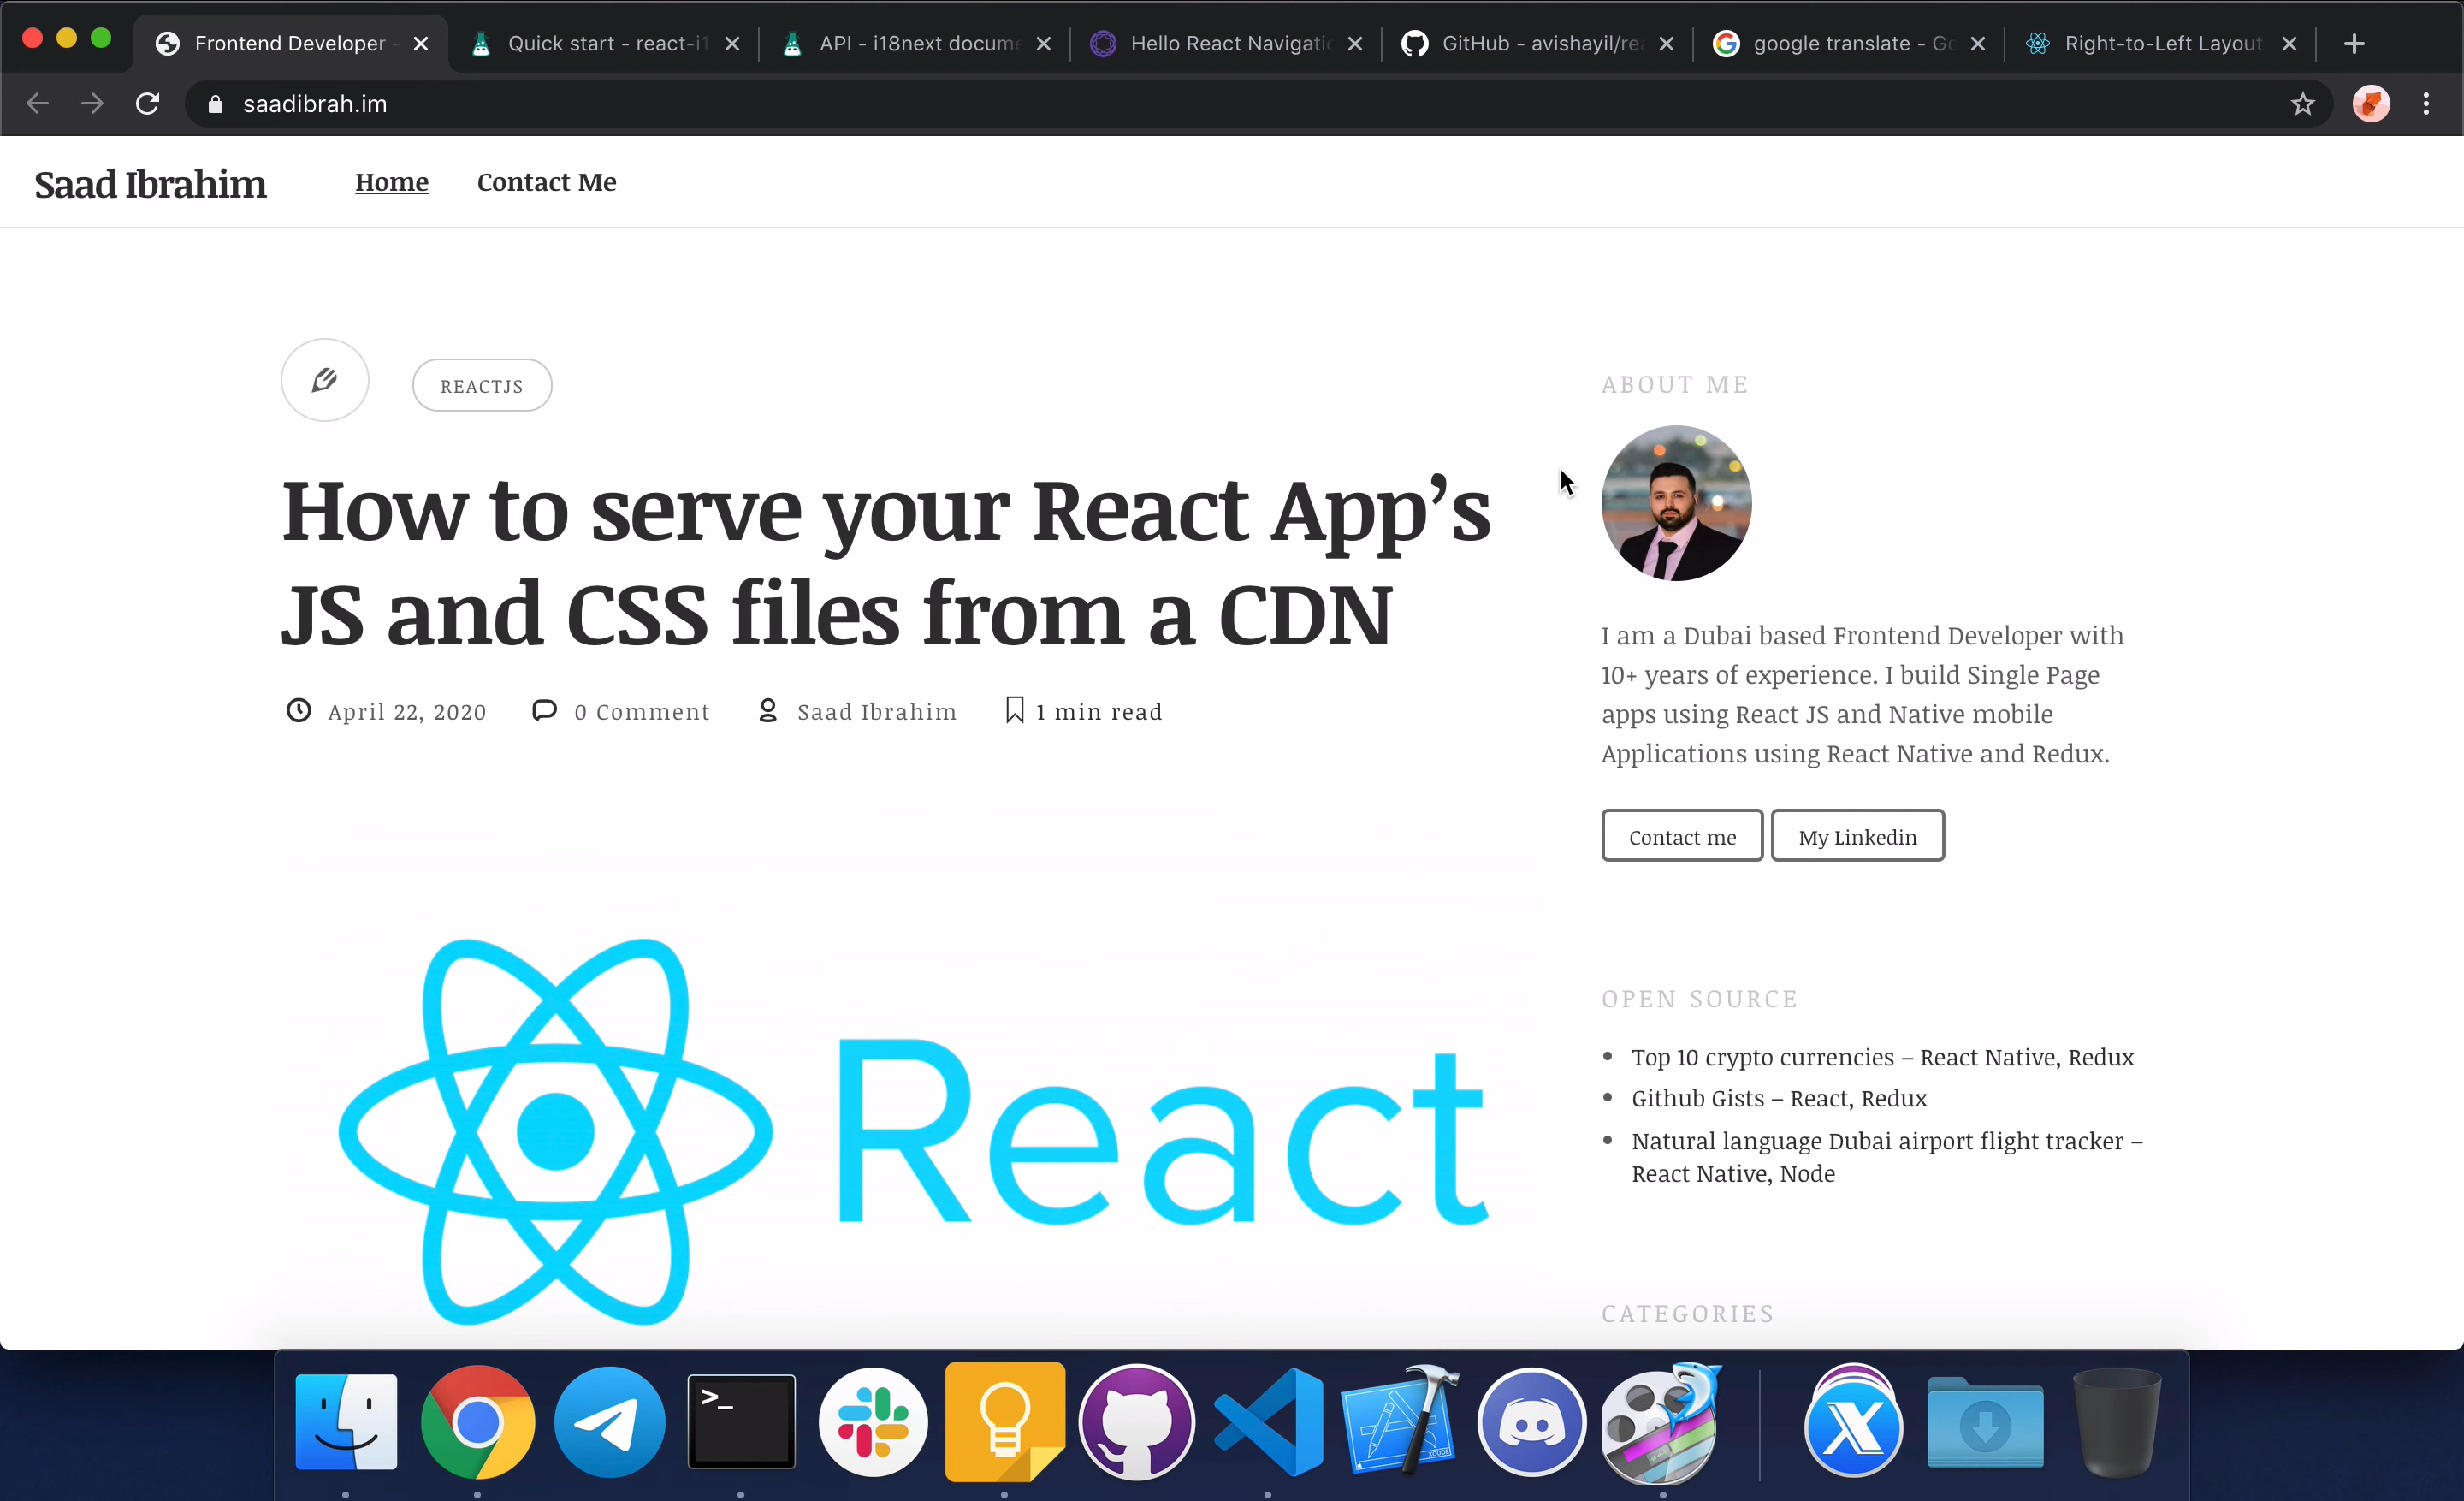 Frontend Developer -
Quick start - react-i1
API - i18next docume
Hello React Navigatio
GitHub - avishayil/rea
google translate - Go
Right-to-Left Layout
saadibrah.im
Saad Ibrahim
Home
Contact Me
REACTJS
How to serve your React App’s
JS and CSS files from a CDN
April 22, 2020
0 Comment
Saad Ibrahim
1 min read
React
ABOUT ME
I am a Dubai based Frontend Developer with
10+ years of experience. I build Single Page
apps using React JS and Native mobile
Applications using React Native and Redux.
Contact me
My Linkedin
OPEN SOURCE
Top 10 crypto currencies – React Native, Redux
Github Gists – React, Redux
Natural language Dubai airport flight tracker –
React Native, Node
CATEGORIES
>_
XCODE
X